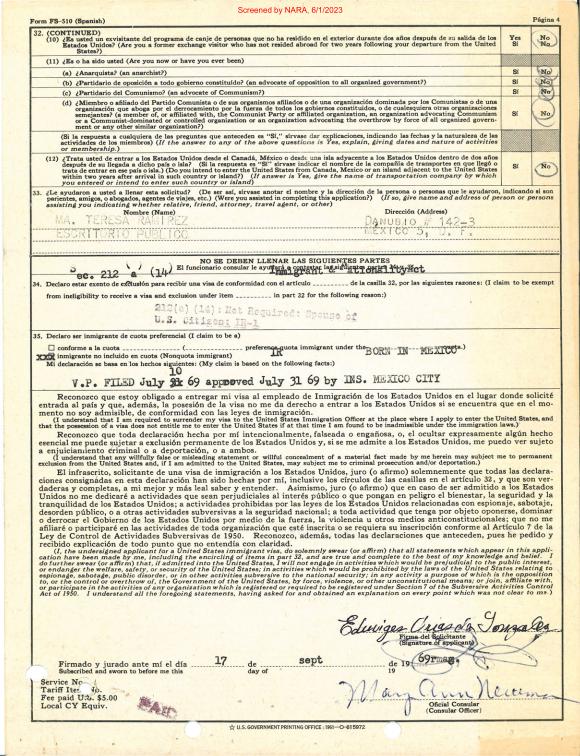 Screened by NARA, 6/1/2023
Form FS-510 (Spanish)
Página 4
32. (CONTINUED)
(10) ¿Es usted un exvisitante del programa de canje de personas que no ha residido en el exterior durante dos años después de su salida de los Estados Unidos? (Are you a former exchange visitor who has not resided abroad for two years following your departure from the United States?)
Yes Sí
No No
(11) ¿Es o ha sido usted (Are you now or have you ever been)
(a) ¿Anarquista? (an anarchist?)
Sí No
(b) ¿Partidario de oposición a todo gobierno constituído? (an advocate of opposition to all organized government?)
Sí No
(c) ¿Partidario del Comunismo? (an advocate of Communism?)
Sí No
(d) ¿Miembro o afiliado del Partido Comunista o de sus organismos afiliados o de una organización dominada por los Comunistas o de una organización que aboga por el derrocamiento por la fuerza de todos los gobiernos constituídos, o de cualesquiera otras organizaciones semejantes? (a member of, or affiliated with, the Communist Party or affiliated organization, an organization advocating Communism or a Communist-dominated or controlled organization or an organization advocating the overthrow by force of all organized government or any other similar organization?)
Sí No
(Si la respuesta a cualquiera de las preguntas que anteceden es "Sí," sírvase dar explicaciones, indicando las fechas y la naturaleza de las actividades de los miembros) (If the answer to any of the above questions is Yes, explain, giving dates and nature of activities or membership.)
(12) ¿Trata usted de entrar a los Estados Unidos desde el Canadá, México o desde una isla adyacente a los Estados Unidos dentro de dos años después de su llegada a dicho país o isla? (Si la respuesta es "Sí" sírvase indicar el nombre de la compañía de transportes en que llegó o trata de entrar en ese país o isla.) (Do you intend to enter the United States from Canada, Mexico or an island adjacent to the United States within two years after arrival in such country or island?) (If answer is Yes, give the name of transportation company by which you entered or intend to enter such country or island)
Sí No
33. ¿Le ayudaron a usted a llenar esta solicitud? (De ser así, sírvase anotar el nombre y la dirección de la persona o personas que le ayudaron, indicando si son parientes, amigos, o abogados, agentes de viajes, etc.) (Were you assisted in completing this application?) (If so, give name and address of person or persons assisting you indicating whether relative, friend, attorney, travel agent, or other)
Nombre (Name)
Dirección (Address)
MA. TERESA RAMIREZ
DANUBIO # 142-3
ESCRITORIO PUBLICO
MEXICO 5, D. F.
NO SE DEBEN LLENAR LAS SIGUIENTES PARTES
Sec. 212 'a' (14) Immigrant & Nationality Act
El funcionario consular le ayudará a contestar las siguientes
34. Declaro estar exento de exclusión para recibir una visa de conformidad con el artículo de la casilla 32, por las siguientes razones: (I claim to be exempt
from ineligibility to receive a visa and exclusion under item in part 32 for the following reason:)
212(a) (14): Not Required: Spouse of
U.S. Citizen: IR-1
35. Declaro ser inmigrante de cuota preferencial (I claim to be a)
☐ conforme a la cuota ( preference quota immigrant under the BORN IN MEXICO
xxx inmigrante no incluído en cuota (Nonquota immigrant) IR
Mi declaración se basa en los hechos siguientes: (My claim is based on the following facts:)
10
V.P. FILED July 69 approved July 31 69 by INS. MEXICO CITY
Reconozco que estoy obligado a entregar mi visa al empleado de Inmigración de los Estados Unidos en el lugar donde solicité
entrada al país y que, además, la posesión de la visa no me da derecho a entrar a los Estados Unidos si se encuentra que en el momento no soy admisible, de conformidad con las leyes de inmigración.
(I understand that I am required to surrender my visa to the United States Immigration Officer at the place where I apply to enter the United States, and that the possession of a visa does not entitle me to enter the United States if at that time I am found to be inadmissible under the immigration laws.)
Reconozco que toda declaración hecha por mí intencionalmente, falseada o engañosa, o, el ocultar expresamente algún hecho esencial me puede sujetar a exclusión permanente de los Estados Unidos y, si se me admite a los Estados Unidos, me puedo ver sujeto a enjuiciamiento criminal o a deportación, o a ambos.
(I understand that any willfully false or misleading statement or willful concealment of a material fact made by me herein may subject me to permanent exclusion from the United States and, if I am admitted to the United States, may subject me to criminal prosecution and/or deportation.)
El infrascrito, solicitante de una visa de inmigración a los Estados Unidos, juro (o afirmo) solemnemente que todas las declaraciones consignadas en esta declaración han sido hechas por mí, inclusive los círculos de las casillas en el artículo 32, y que son verdaderas y completas, a mi mejor y más leal saber y entender. Asimismo, juro (o afirmo) que en caso de ser admitido a los Estados Unidos no me dedicaré a actividades que sean perjudiciales al interés público o que pongan en peligro el bienestar, la seguridad y la tranquilidad de los Estados Unidos; a actividades prohibidas por las leyes de los Estados Unidos relacionadas con espionaje, sabotaje, desorden público, o a otras actividades subversivas a la seguridad nacional; a toda actividad que tenga por objeto oponerse, dominar o derrocar el Gobierno de los Estados Unidos por medio de la fuerza, la violencia u otros medios anticonstitucionales; que no me afiliaré o participaré en las actividades de toda organización que esté inscrita o se requiera su inscripción conforme al Artículo 7 de la Ley de Control de Actividades Subversivas de 1950. Reconozco, además, todas las declaraciones que anteceden, pues he pedido y recibido explicación de todo punto que no entendía con claridad.
(I, the undersigned applicant for a United States immigrant visa, do solemnly swear (or affirm) that all statements which appear in this application have been made by me, including the encircling of items in part 32, and are true and complete to the best of my knowledge and belief. I do further swear (or affirm) that, if admitted into the United States, I will not engage in activities which would be prejudicial to the public interest, or endanger the welfare, safety, or security of the United States; in activities which would be prohibited by the laws of the United States relating to espionage, sabotage, public disorder, or in other activities subversive to the national security; in any activity a purpose of which is the opposition to, or the control or overthrow of, the Government of the United States, by force, violence, or other unconstitutional means; or join, affiliate with, or participate in the activities of any organization which is registered or required to be registered under Section 7 of the Subversive Activities Control Act of 1950. I understand all the foregoing statements, having asked for and obtained an explanation on every point which was not clear to me.)
Firma del Solicitante
(Signature of applicant)
Firmado y jurado ante mí el día 17 de sept de 19 69
Subscribed and sworn to before me this day of 19
Service No.
Tariff Item No.
Fee paid U.S. $5.00
Local CY Equiv.
PAID
Mary Ann
Oficial Consular
(Consular Officer)
☆ U.S. GOVERNMENT PRINTING OFFICE : 1961—O-615972